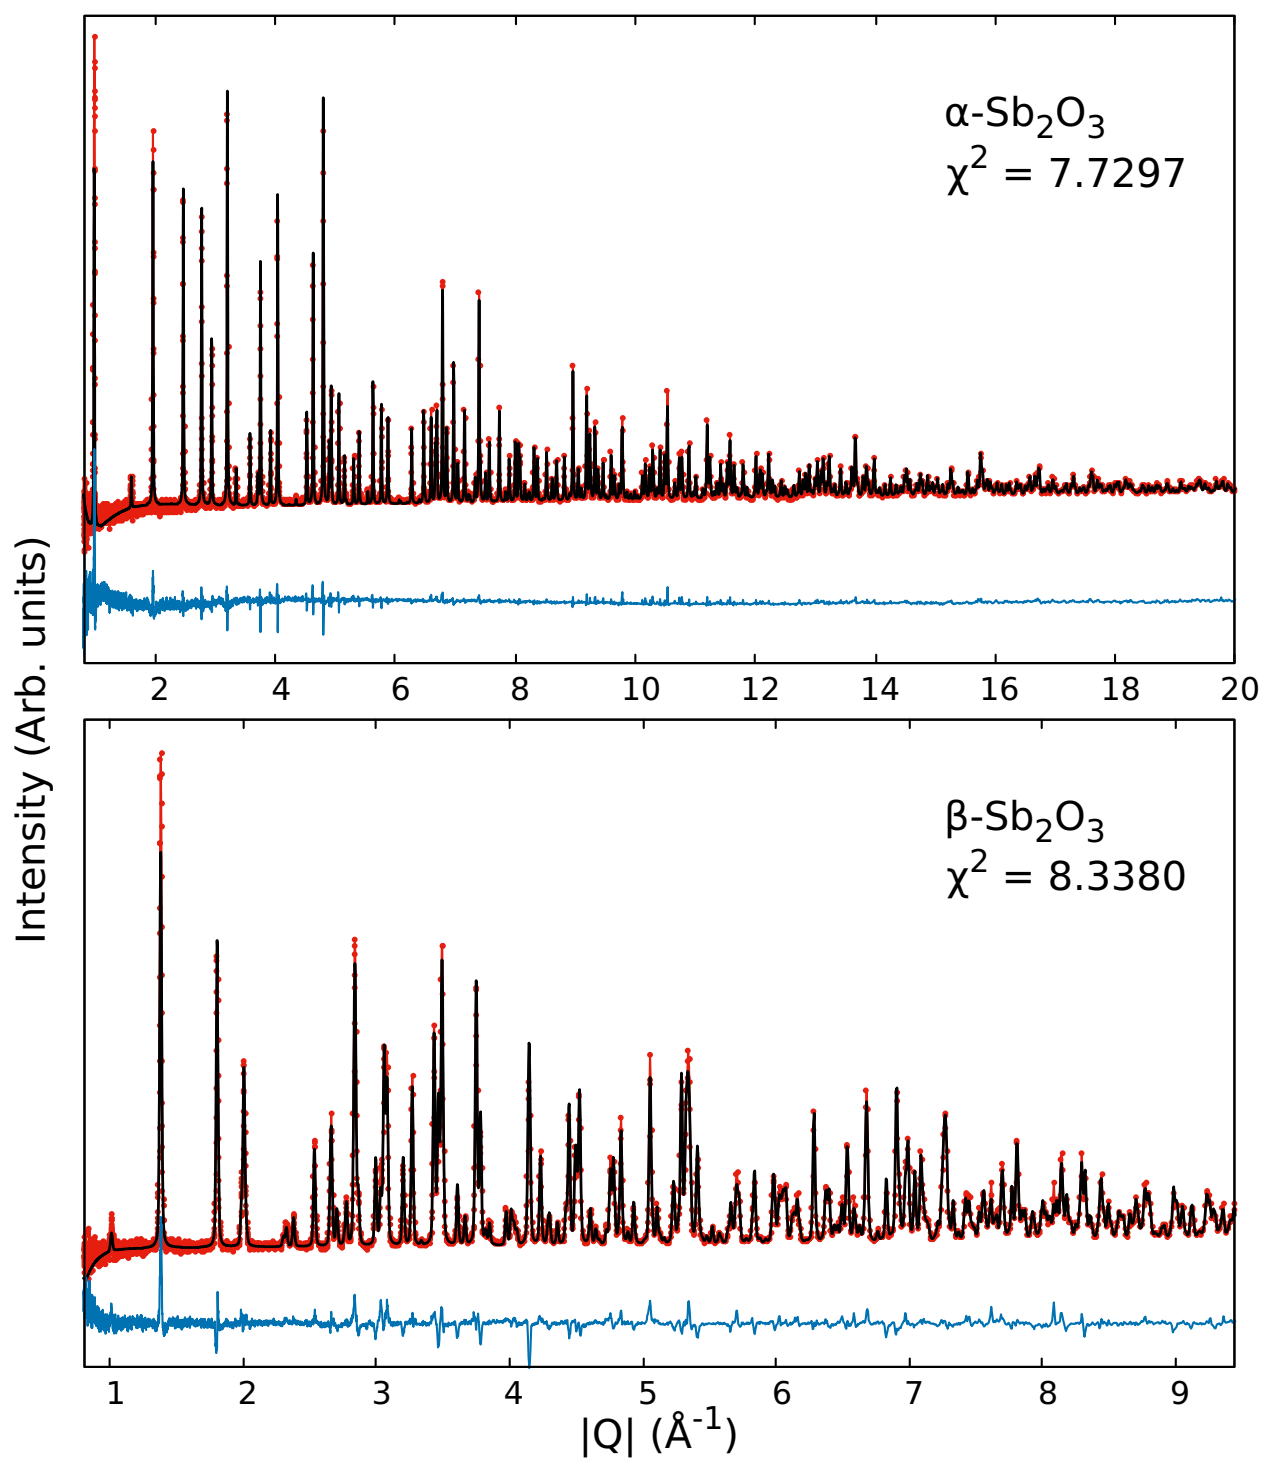 α-Sb₂O₃
χ² = 7.7297
2 4 6 8 10 12 14 16 18 20
Intensity (Arb. units)
β-Sb₂O₃
χ² = 8.3380
1 2 3 4 5 6 7 8 9
|Q| (Å⁻¹)